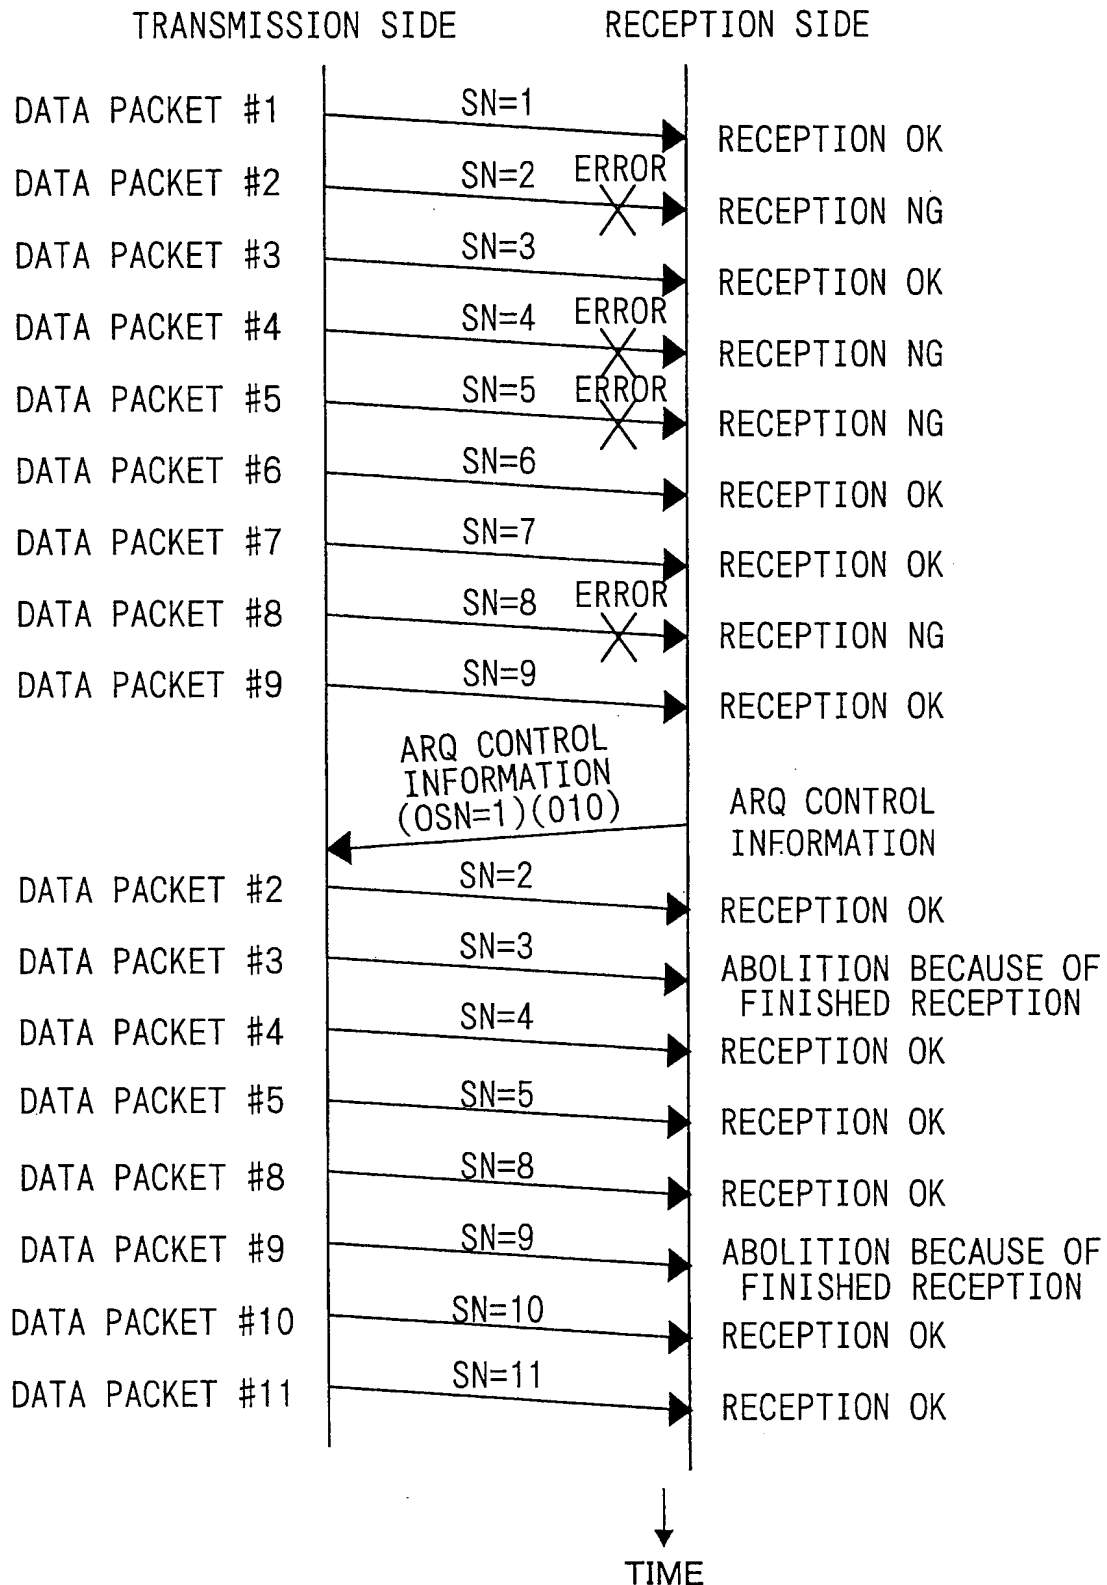 TRANSMISSION SIDE RECEPTION SIDE
DATA PACKET #1 SN=1 RECEPTION OK
DATA PACKET #2 SN=2 ERROR RECEPTION NG
DATA PACKET #3 SN=3 RECEPTION OK
DATA PACKET #4 SN=4 ERROR RECEPTION NG
DATA PACKET #5 SN=5 ERROR RECEPTION NG
DATA PACKET #6 SN=6 RECEPTION OK
DATA PACKET #7 SN=7 RECEPTION OK
DATA PACKET #8 SN=8 ERROR RECEPTION NG
DATA PACKET #9 SN=9 RECEPTION OK
ARQ CONTROL
INFORMATION
(OSN=1)(010)
ARQ CONTROL
INFORMATION
DATA PACKET #2 SN=2 RECEPTION OK
DATA PACKET #3 SN=3 ABOLITION BECAUSE OF
FINISHED RECEPTION
DATA PACKET #4 SN=4 RECEPTION OK
DATA PACKET #5 SN=5 RECEPTION OK
DATA PACKET #8 SN=8 RECEPTION OK
DATA PACKET #9 SN=9 ABOLITION BECAUSE OF
FINISHED RECEPTION
DATA PACKET #10 SN=10 RECEPTION OK
DATA PACKET #11 SN=11 RECEPTION OK
TIME